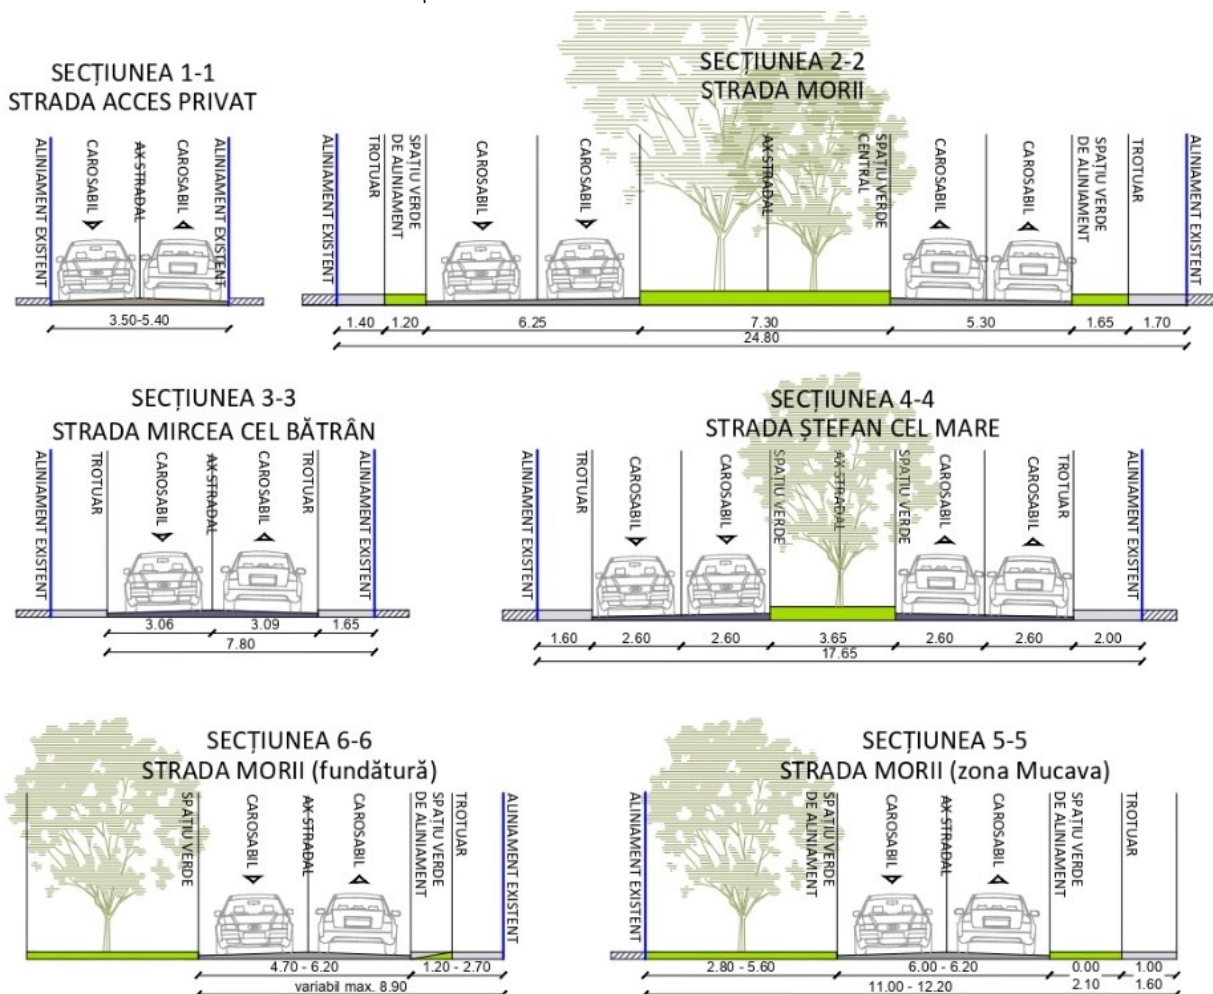 SECȚIUNEA 1-1
STRADA ACCES PRIVAT
ALINIAMENT EXISTENT
CAROSABIL
AX STRADAL
CAROSABIL
ALINIAMENT EXISTENT
3.50-5.40
SECȚIUNEA 2-2
STRADA MORII
ALINIAMENT EXISTENT
TROTUAR
SPAȚIU VERDE
DE ALINIAMENT
CAROSABIL
CAROSABIL
AX STRADAL
SPAȚIU VERDE
CENTRAL
CAROSABIL
CAROSABIL
SPAȚIU VERDE
DE ALINIAMENT
TROTUAR
ALINIAMENT EXISTENT
1.40 1.20 6.25 7.30 5.30 1.65 1.70
24.80
SECȚIUNEA 3-3
STRADA MIRCEA CEL BĂTRÂN
ALINIAMENT EXISTENT
TROTUAR
CAROSABIL
AX STRADAL
CAROSABIL
TROTUAR
ALINIAMENT EXISTENT
3.06 3.09 1.65
7.80
SECȚIUNEA 4-4
STRADA ȘTEFAN CEL MARE
ALINIAMENT EXISTENT
TROTUAR
CAROSABIL
CAROSABIL
SPAȚIU VERDE
AX STRADAL
SPAȚIU VERDE
CAROSABIL
CAROSABIL
TROTUAR
ALINIAMENT EXISTENT
1.60 2.60 2.60 3.65 2.60 2.60 2.00
17.65
SECȚIUNEA 6-6
STRADA MORII (fundătură)
SPAȚIU VERDE
CAROSABIL
AX STRADAL
CAROSABIL
SPAȚIU VERDE
DE ALINIAMENT
TROTUAR
ALINIAMENT EXISTENT
4.70 - 6.20 1.20 - 2.70
variabil max. 8.90
SECȚIUNEA 5-5
STRADA MORII (zona Mucava)
ALINIAMENT EXISTENT
SPAȚIU VERDE
DE ALINIAMENT
CAROSABIL
AX STRADAL
CAROSABIL
SPAȚIU VERDE
DE ALINIAMENT
TROTUAR
2.80 - 5.60 6.00 - 6.20 0.00 1.00
11.00 - 12.20 2.10 1.60